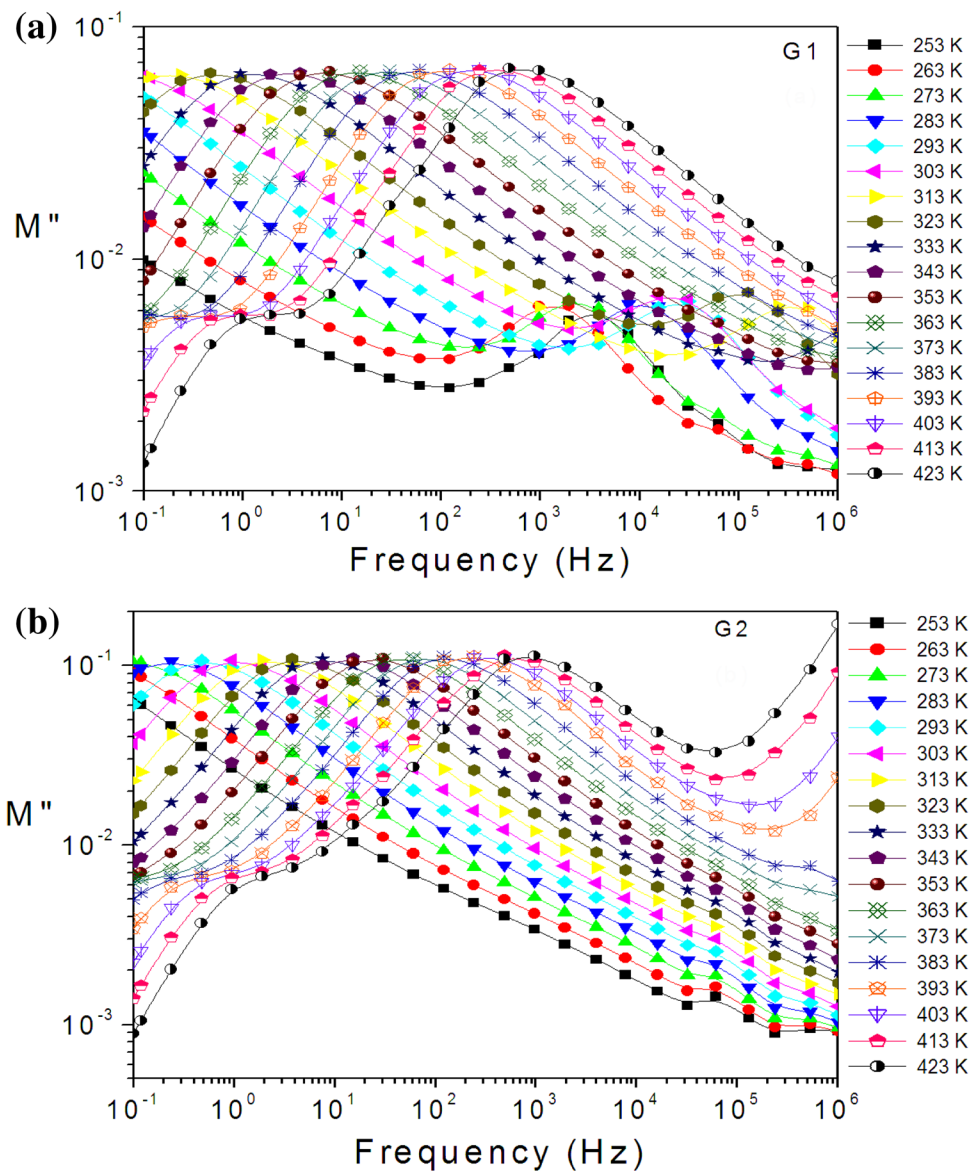 (a)
G1
10⁻¹
10⁻²
10⁻³
M"
10⁻¹ 10⁰ 10¹ 10² 10³ 10⁴ 10⁵ 10⁶
Frequency (Hz)
253 K
263 K
273 K
283 K
293 K
303 K
313 K
323 K
333 K
343 K
353 K
363 K
373 K
383 K
393 K
403 K
413 K
423 K
(b)
G2
10⁻¹
10⁻²
10⁻³
M"
10⁻¹ 10⁰ 10¹ 10² 10³ 10⁴ 10⁵ 10⁶
Frequency (Hz)
253 K
263 K
273 K
283 K
293 K
303 K
313 K
323 K
333 K
343 K
353 K
363 K
373 K
383 K
393 K
403 K
413 K
423 K